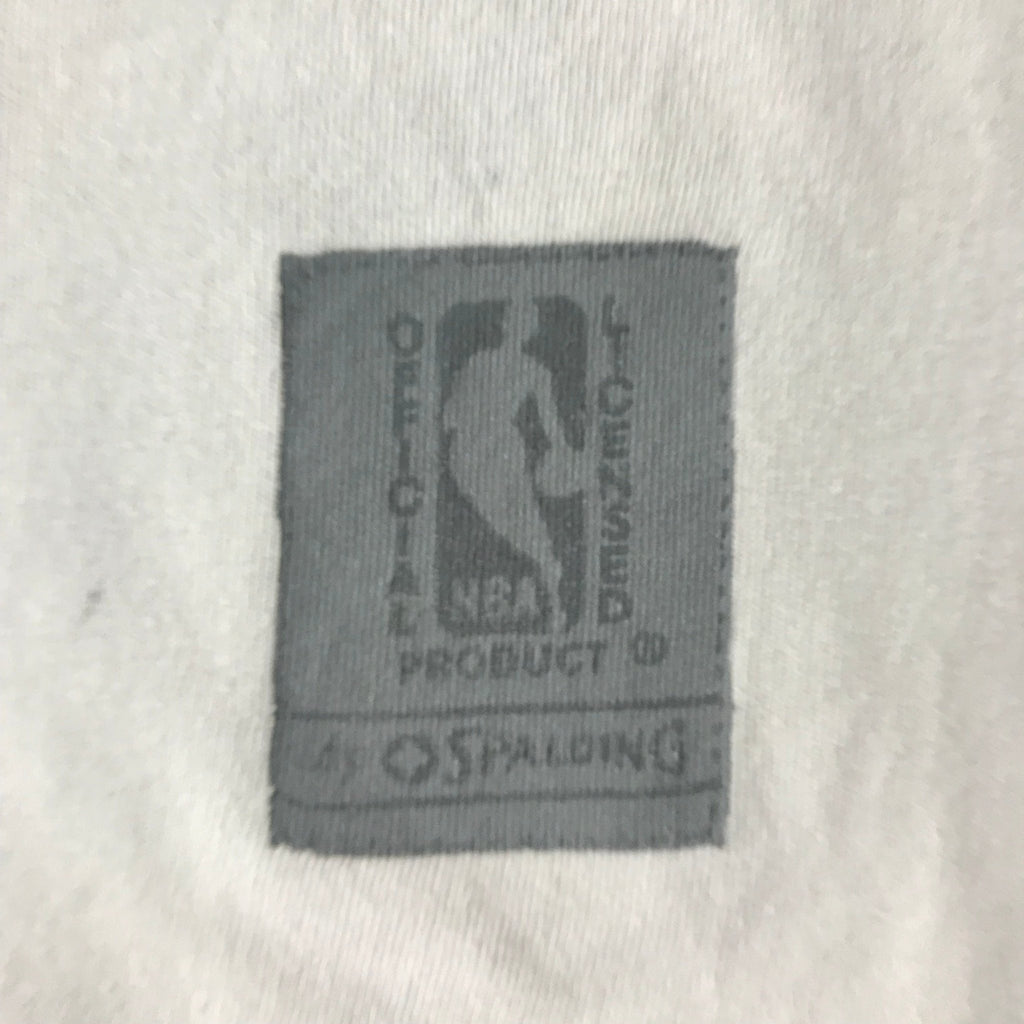 OFFICIAL
LICENSED
NBA
PRODUCT ®
by SPALDING